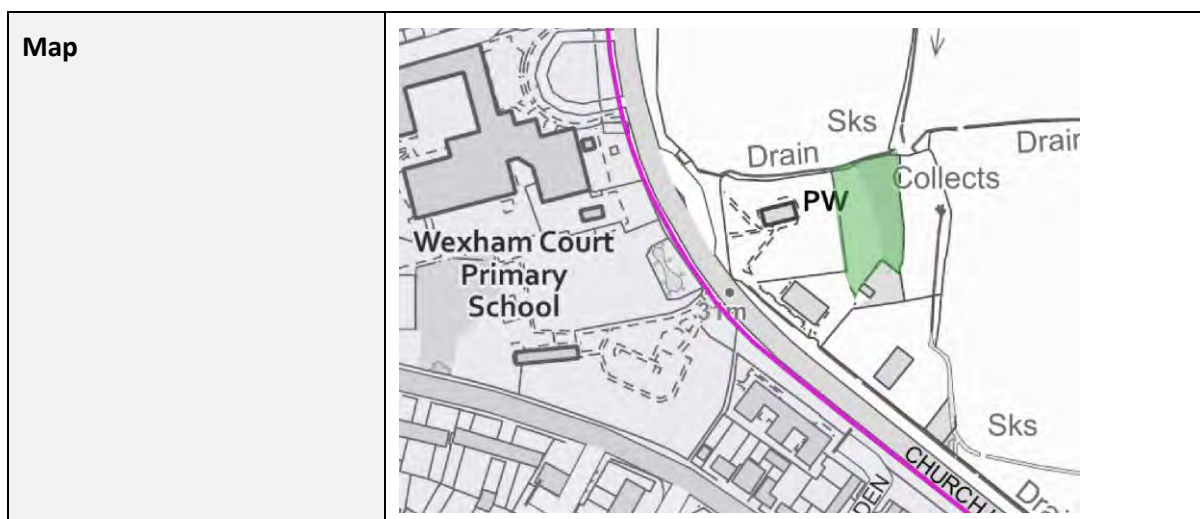 Map
Sks
Drain
Drain
Collects
PW
Wexham Court
Primary
School
31m
Sks
CHURCH